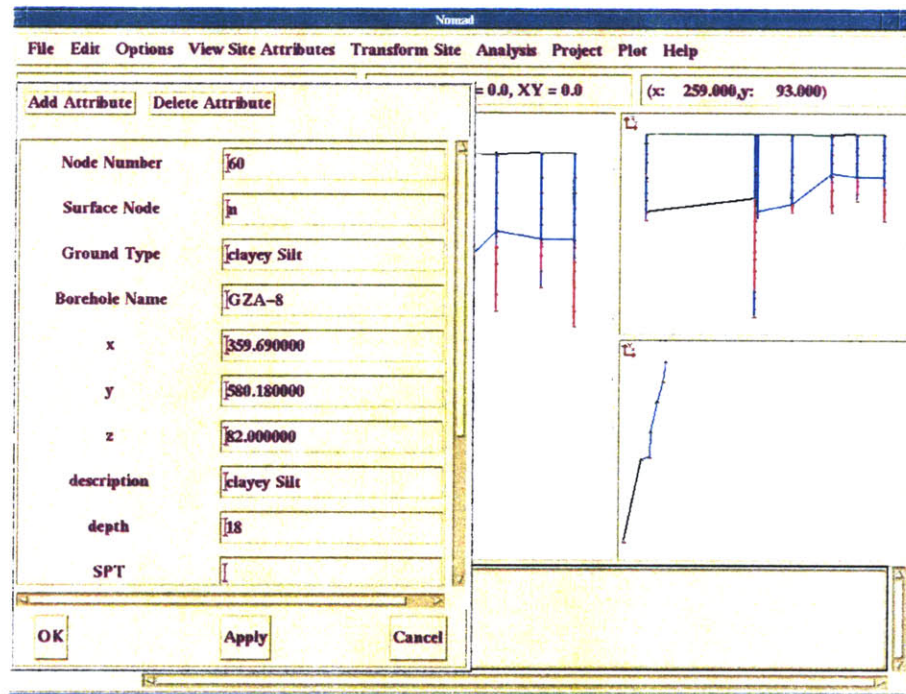 Nomad
File Edit Options View Site Attributes Transform Site Analysis Project Plot Help
= 0.0, XY = 0.0 (x: 259.000,y: 93.000)
Add Attribute Delete Attribute
Node Number 60
Surface Node n
Ground Type clayey Silt
Borehole Name GZA-8
x 359.690000
y 580.180000
z 82.000000
description clayey Silt
depth 18
SPT
OK Apply Cancel